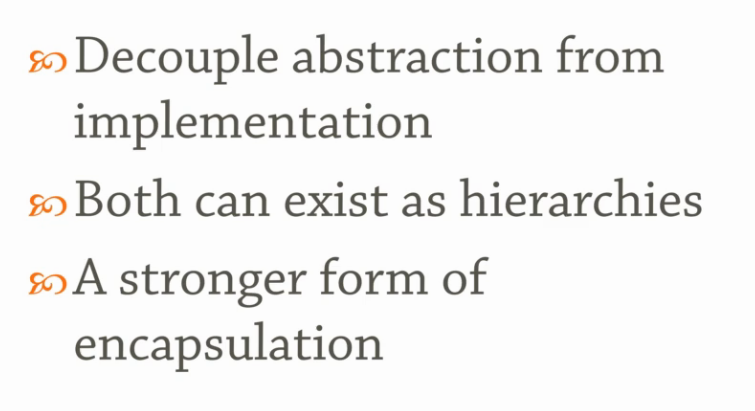 Decouple abstraction from
implementation
Both can exist as hierarchies
A stronger form of
encapsulation